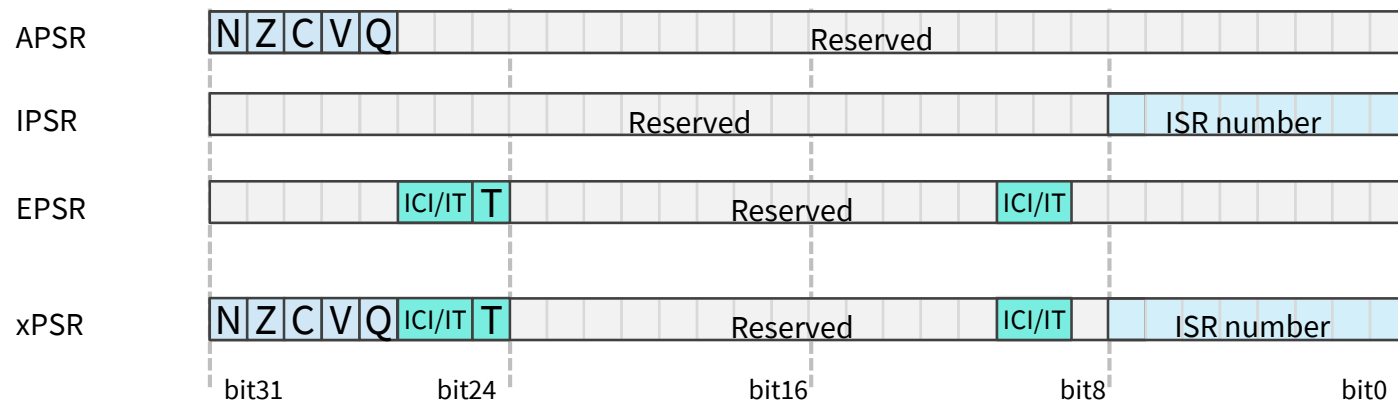 APSR N Z C V Q Reserved
IPSR Reserved ISR number
EPSR ICI/IT T Reserved ICI/IT
xPSR N Z C V Q ICI/IT T Reserved ICI/IT ISR number
bit31 bit24 bit16 bit8 bit0